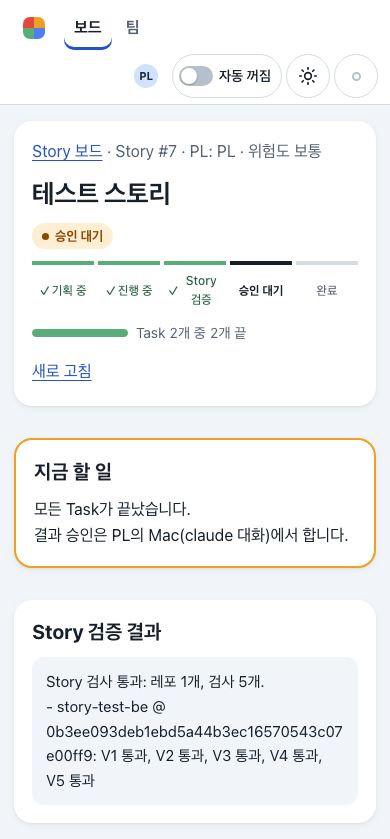 보드 팀
PL 자동 꺼짐
Story 보드 · Story #7 · PL: PL · 위험도 보통
테스트 스토리
승인 대기
✓ 기획 중 ✓ 진행 중 ✓ Story 검증 승인 대기 완료
Task 2개 중 2개 끝
새로 고침
지금 할 일
모든 Task가 끝났습니다.
결과 승인은 PL의 Mac(claude 대화)에서 합니다.
Story 검증 결과
Story 검사 통과: 레포 1개, 검사 5개.
- story-test-be @
0b3ee093deb1ebd5a44b3ec16570543c07
e00ff9: V1 통과, V2 통과, V3 통과, V4 통과,
V5 통과